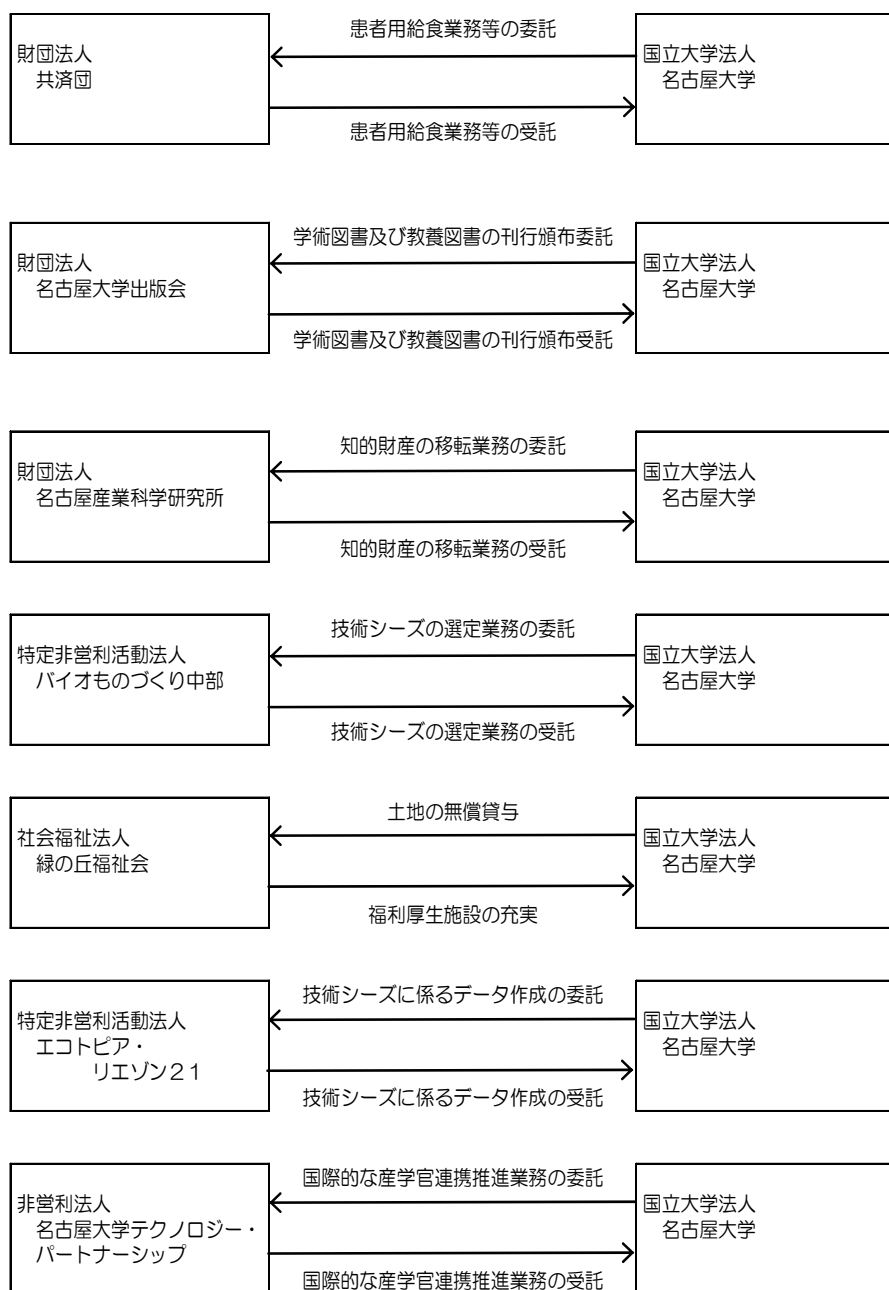 患者用給食業務等の委託
財団法人
共済団
国立大学法人
名古屋大学
患者用給食業務等の受託
学術図書及び教養図書の刊行頒布委託
財団法人
名古屋大学出版会
国立大学法人
名古屋大学
学術図書及び教養図書の刊行頒布受託
知的財産の移転業務の委託
財団法人
名古屋産業科学研究所
国立大学法人
名古屋大学
知的財産の移転業務の受託
技術シーズの選定業務の委託
特定非営利活動法人
バイオものづくり中部
国立大学法人
名古屋大学
技術シーズの選定業務の受託
土地の無償貸与
社会福祉法人
緑の丘福祉会
国立大学法人
名古屋大学
福利厚生施設の充実
技術シーズに係るデータ作成の委託
特定非営利活動法人
エコトピア・
リエゾン２１
国立大学法人
名古屋大学
技術シーズに係るデータ作成の受託
国際的な産学官連携推進業務の委託
非営利法人
名古屋大学テクノロジー・
パートナーシップ
国立大学法人
名古屋大学
国際的な産学官連携推進業務の受託